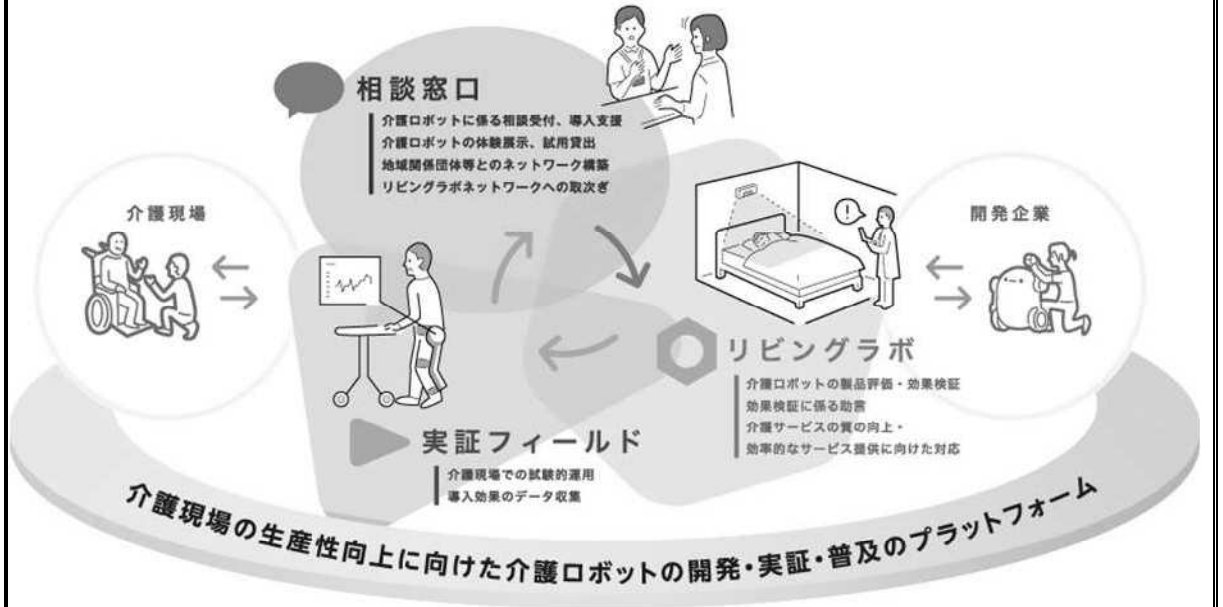 相談窓口
介護ロボットに係る相談受付、導入支援
介護ロボットの体験展示、試用貸出
地域関係団体等とのネットワーク構築
リビングラボネットワークへの取次ぎ
介護現場
開発企業
リビングラボ
介護ロボットの製品評価・効果検証
効果検証に係る助言
介護サービスの質の向上・
効率的なサービス提供に向けた対応
実証フィールド
介護現場での試験的運用
導入効果のデータ収集
介護現場の生産性向上に向けた介護ロボットの開発・実証・普及のプラットフォーム